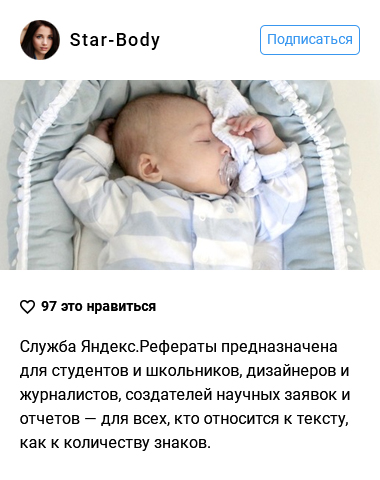 Star-Body
Подписаться
97 это нравиться
Служба Яндекс.Рефераты предназначена
для студентов и школьников, дизайнеров и
журналистов, создателей научных заявок и
отчетов — для всех, кто относится к тексту,
как к количеству знаков.